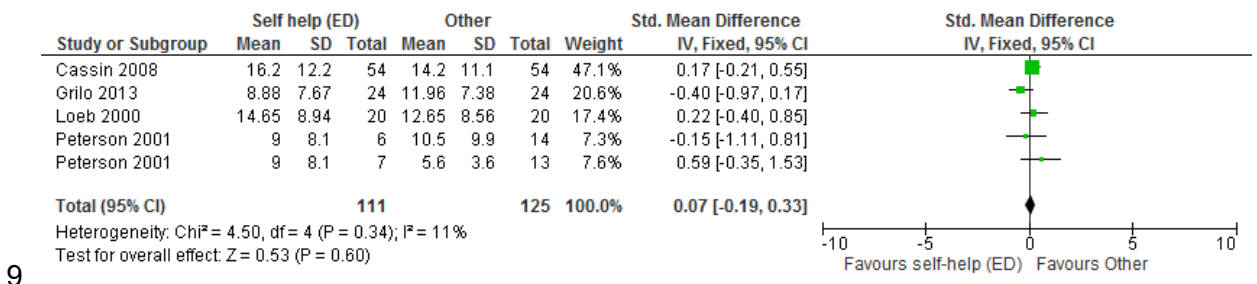 Self help (ED) Other Std. Mean Difference Std. Mean Difference
Study or Subgroup Mean SD Total Mean SD Total Weight IV, Fixed, 95% CI IV, Fixed, 95% CI
Cassin 2008 16.2 12.2 54 14.2 11.1 54 47.1% 0.17 [-0.21, 0.55]
Grilo 2013 8.88 7.67 24 11.96 7.38 24 20.6% -0.40 [-0.97, 0.17]
Loeb 2000 14.65 8.94 20 12.65 8.56 20 17.4% 0.22 [-0.40, 0.85]
Peterson 2001 9 8.1 6 10.5 9.9 14 7.3% -0.15 [-1.11, 0.81]
Peterson 2001 9 8.1 7 5.6 3.6 13 7.6% 0.59 [-0.35, 1.53]
Total (95% CI) 111 125 100.0% 0.07 [-0.19, 0.33]
Heterogeneity: Chi² = 4.50, df = 4 (P = 0.34); I² = 11%
Test for overall effect: Z = 0.53 (P = 0.60)
-10 -5 0 5 10
Favours self-help (ED) Favours Other
9